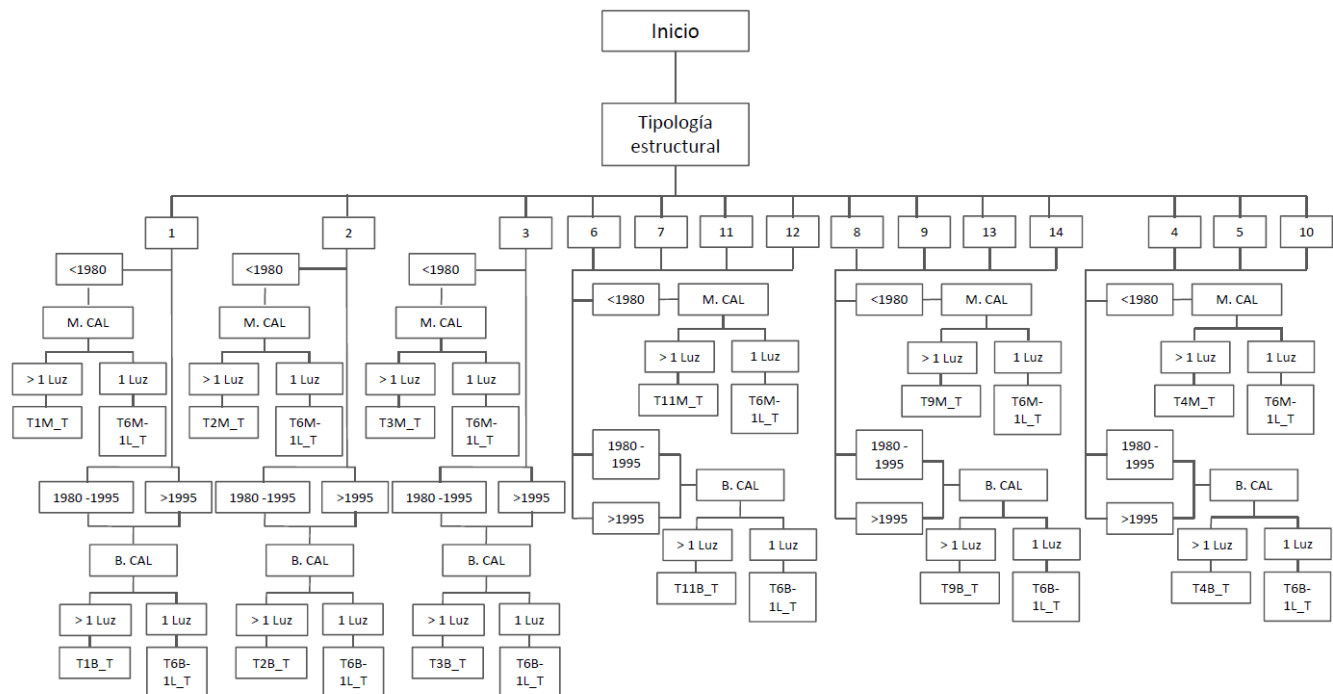 Inicio
Tipología
estructural
1
2
3
6
7
11
12
8
9
13
14
4
5
10
<1980
<1980
<1980
<1980
M. CAL
<1980
M. CAL
<1980
M. CAL
M. CAL
M. CAL
M. CAL
> 1 Luz
1 Luz
> 1 Luz
1 Luz
> 1 Luz
1 Luz
> 1 Luz
1 Luz
> 1 Luz
1 Luz
> 1 Luz
1 Luz
T1M_T
T6M-
1L_T
T2M_T
T6M-
1L_T
T3M_T
T6M-
1L_T
T11M_T
T6M-
1L_T
T9M_T
T6M-
1L_T
T4M_T
T6M-
1L_T
1980 -
1995
1980 -
1995
1980 -
1995
1980 -1995
>1995
1980 -1995
>1995
1980 -1995
>1995
B. CAL
B. CAL
B. CAL
>1995
>1995
>1995
B. CAL
B. CAL
B. CAL
> 1 Luz
1 Luz
> 1 Luz
1 Luz
> 1 Luz
1 Luz
T11B_T
T6B-
1L_T
T9B_T
T6B-
1L_T
T4B_T
T6B-
1L_T
> 1 Luz
1 Luz
> 1 Luz
1 Luz
> 1 Luz
1 Luz
T1B_T
T6B-
1L_T
T2B_T
T6B-
1L_T
T3B_T
T6B-
1L_T